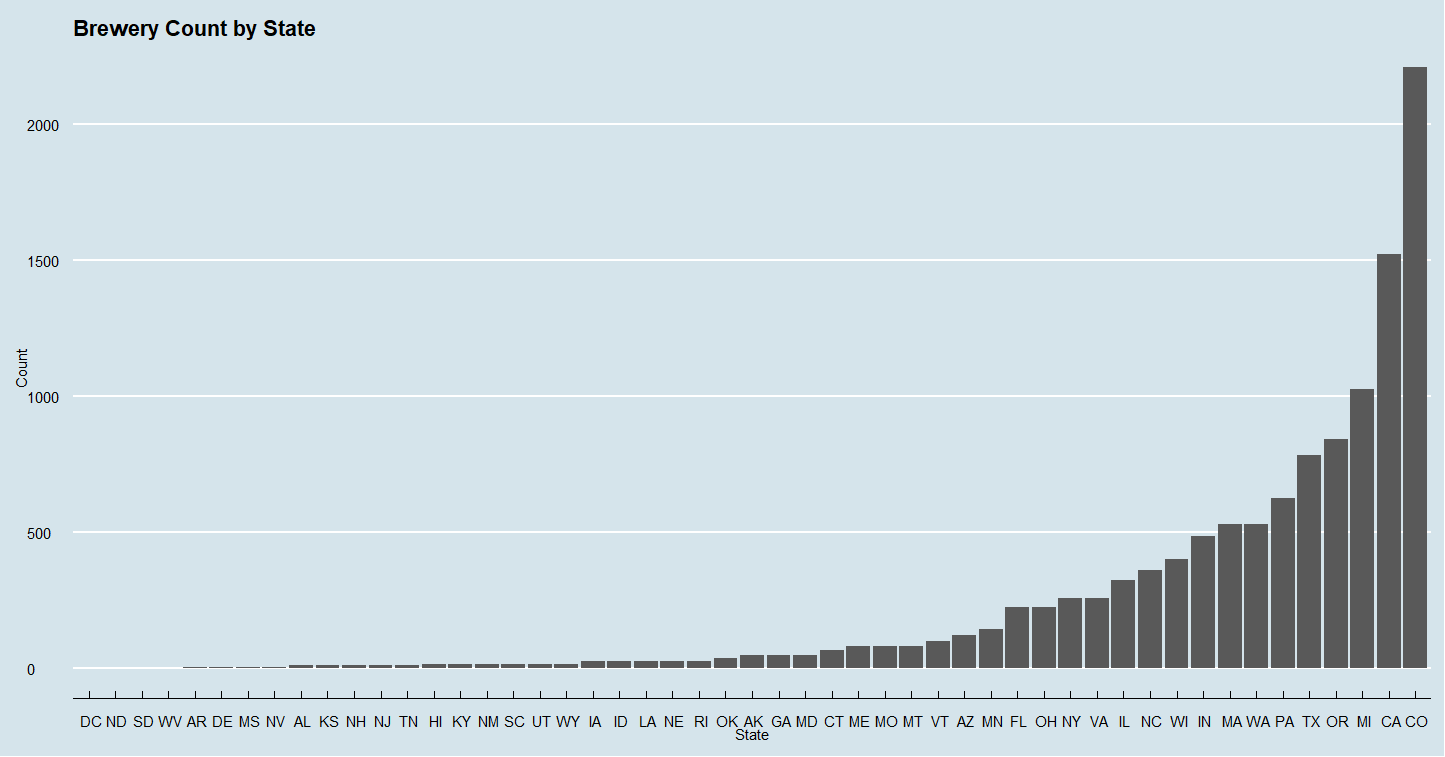 Brewery Count by State
2000
1500
1000
500
0
Count
DC ND SD WV AR DE MS NV AL KS NH NJ TN HI KY NM SC UT WY IA ID LA NE RI OK AK GA MD CT ME MO MT VT AZ MN FL OH NY VA IL NC WI IN MA WA PA TX OR MI CA CO
State